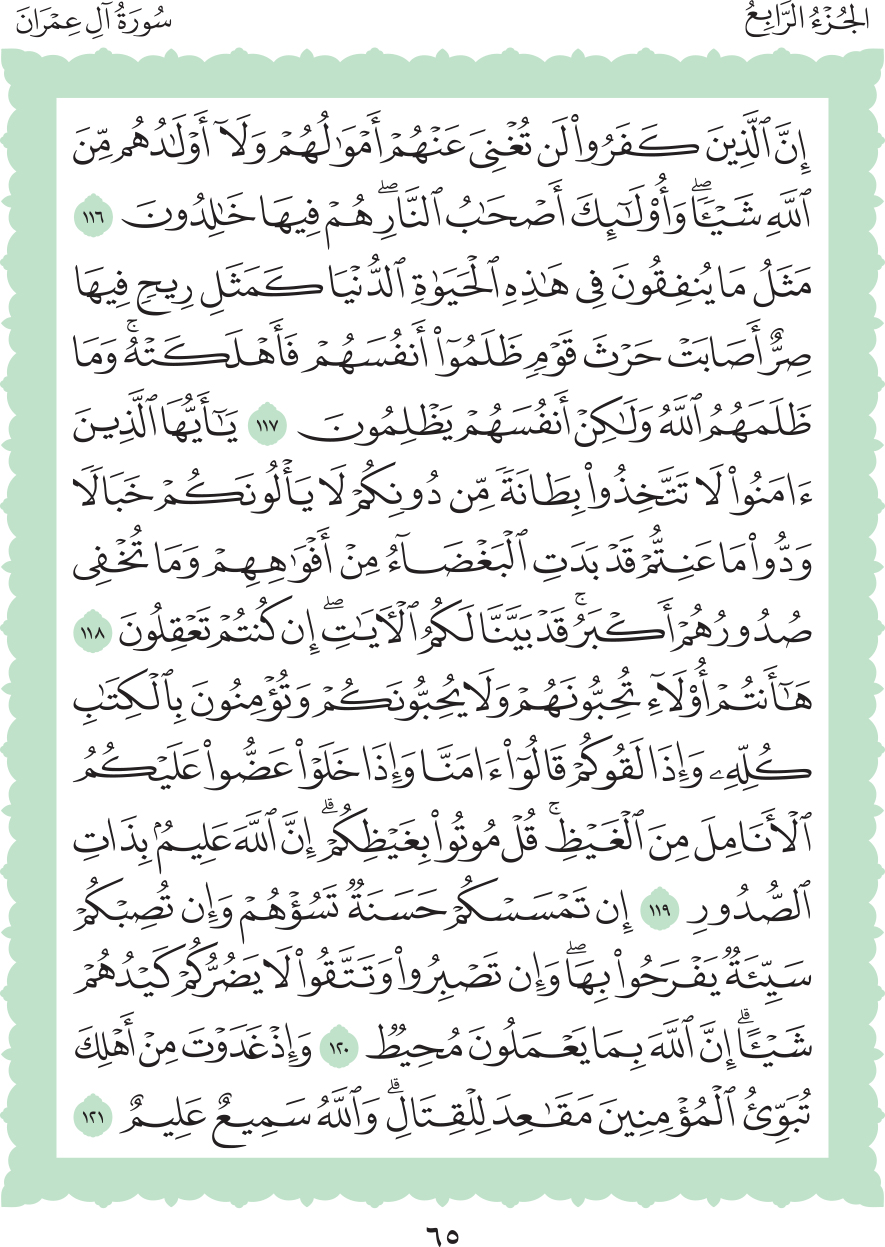 سُورَةُ آلِ عِمْرَانَ
الجُزْءُ الرَّابِعُ
إِنَّ ٱلَّذِينَ كَفَرُواْ لَن تُغْنِىَ عَنْهُمْ أَمْوَٰلُهُمْ وَلَآ أَوْلَٰدُهُم مِّنَ
ٱللَّهِ شَيْـًٔاۖ وَأُوْلَٰٓئِكَ أَصْحَٰبُ ٱلنَّارِۖ هُمْ فِيهَا خَٰلِدُونَ ١١٦
مَثَلُ مَا يُنفِقُونَ فِى هَٰذِهِ ٱلْحَيَوٰةِ ٱلدُّنْيَا كَمَثَلِ رِيحٍ فِيهَا
صِرٌّ أَصَابَتْ حَرْثَ قَوْمٍ ظَلَمُوٓاْ أَنفُسَهُمْ فَأَهْلَكَتْهُۚ وَمَا
ظَلَمَهُمُ ٱللَّهُ وَلَٰكِنْ أَنفُسَهُمْ يَظْلِمُونَ ١١٧ يَٰٓأَيُّهَا ٱلَّذِينَ
ءَامَنُواْ لَا تَتَّخِذُواْ بِطَانَةً مِّن دُونِكُمْ لَا يَأْلُونَكُمْ خَبَالًا
وَدُّواْ مَا عَنِتُّمْ قَدْ بَدَتِ ٱلْبَغْضَآءُ مِنْ أَفْوَٰهِهِمْ وَمَا تُخْفِى
صُدُورُهُمْ أَكْبَرُۚ قَدْ بَيَّنَّا لَكُمُ ٱلْأٓيَٰتِۖ إِن كُنتُمْ تَعْقِلُونَ ١١٨
هَٰٓأَنتُمْ أُوْلَآءِ تُحِبُّونَهُمْ وَلَا يُحِبُّونَكُمْ وَتُؤْمِنُونَ بِٱلْكِتَٰبِ
كُلِّهِۦ وَإِذَا لَقُوكُمْ قَالُوٓاْ ءَامَنَّا وَإِذَا خَلَوْاْ عَضُّواْ عَلَيْكُمُ
ٱلْأَنَامِلَ مِنَ ٱلْغَيْظِۚ قُلْ مُوتُواْ بِغَيْظِكُمْۗ إِنَّ ٱللَّهَ عَلِيمُۢ بِذَاتِ
ٱلصُّدُورِ ١١٩ إِن تَمْسَسْكُمْ حَسَنَةٌ تَسُؤْهُمْ وَإِن تُصِبْكُمْ
سَيِّئَةٌ يَفْرَحُواْ بِهَاۖ وَإِن تَصْبِرُواْ وَتَتَّقُواْ لَا يَضُرُّكُمْ كَيْدُهُمْ
شَيْـًٔاۗ إِنَّ ٱللَّهَ بِمَا يَعْمَلُونَ مُحِيطٌ ١٢٠ وَإِذْ غَدَوْتَ مِنْ أَهْلِكَ
تُبَوِّئُ ٱلْمُؤْمِنِينَ مَقَٰعِدَ لِلْقِتَالِۗ وَٱللَّهُ سَمِيعٌ عَلِيمٌ ١٢١
٦٥